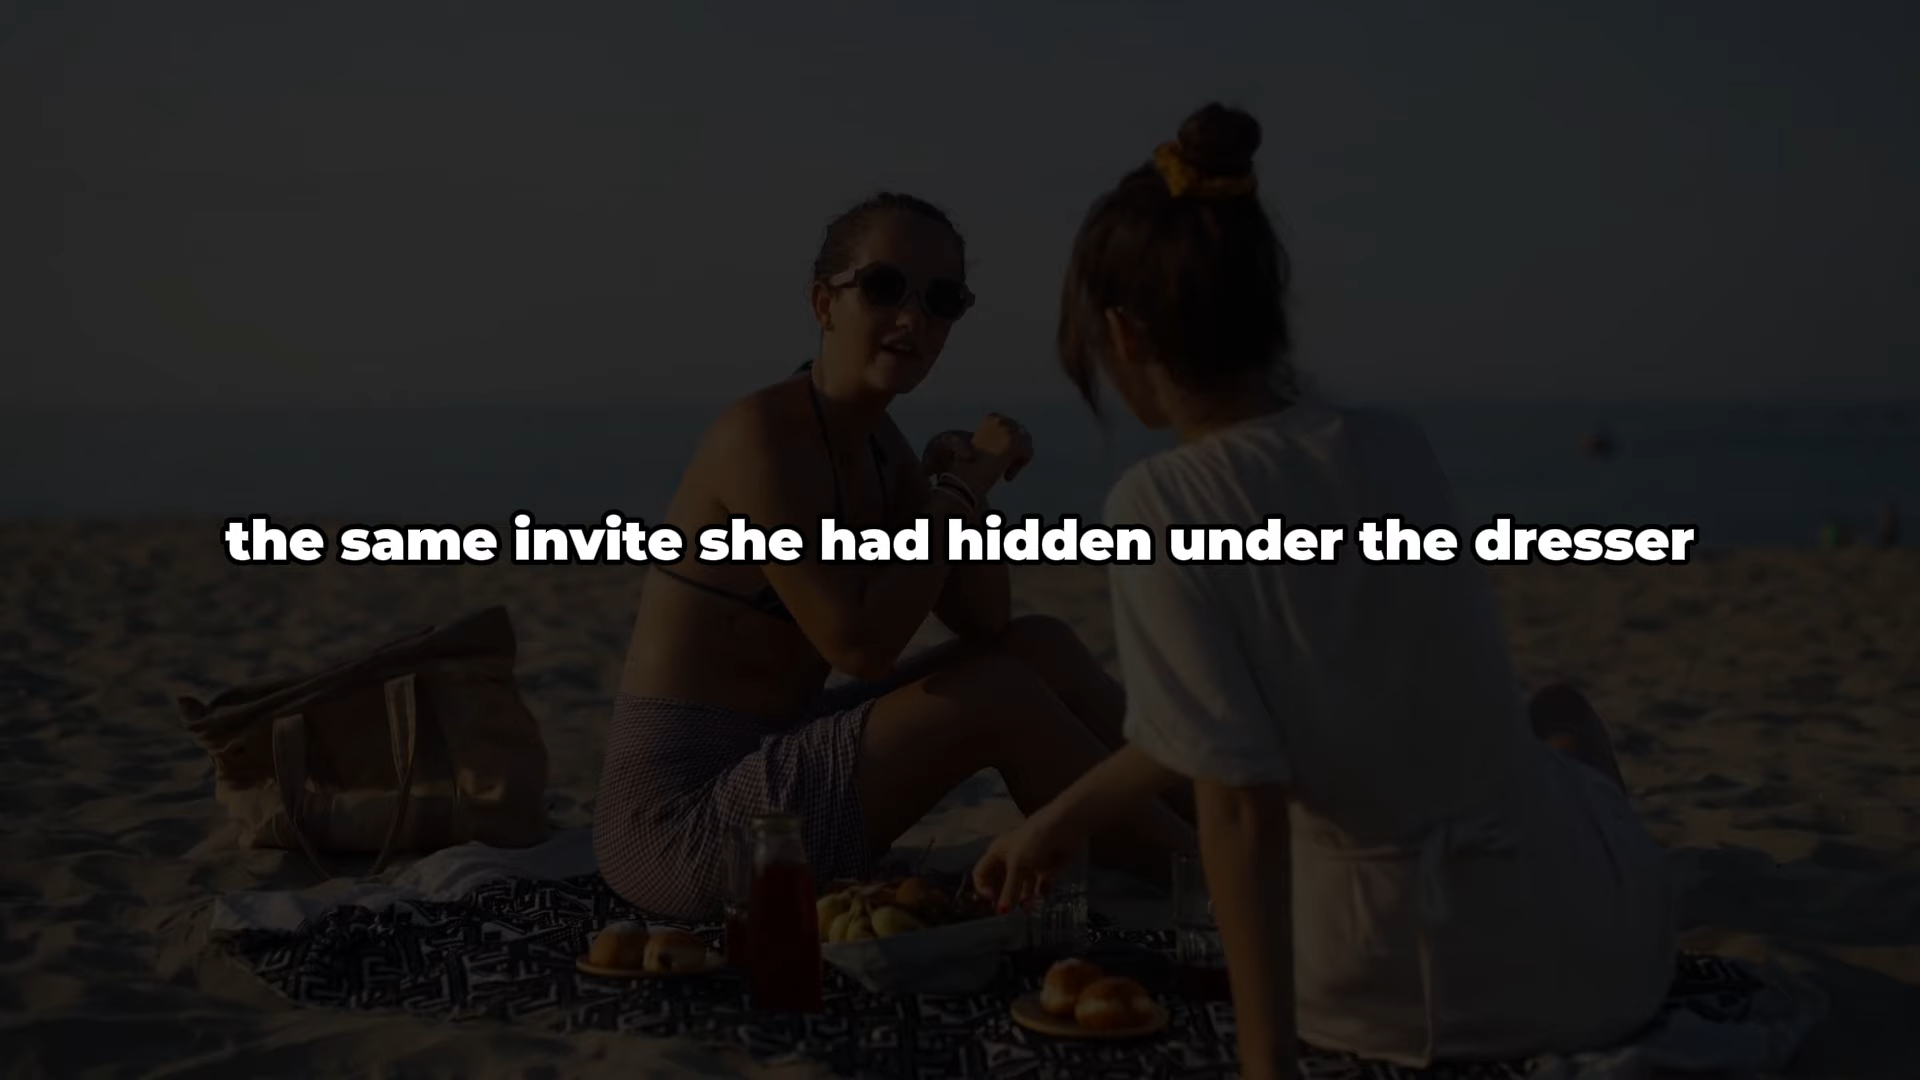 the same invite she had hidden under the dresser